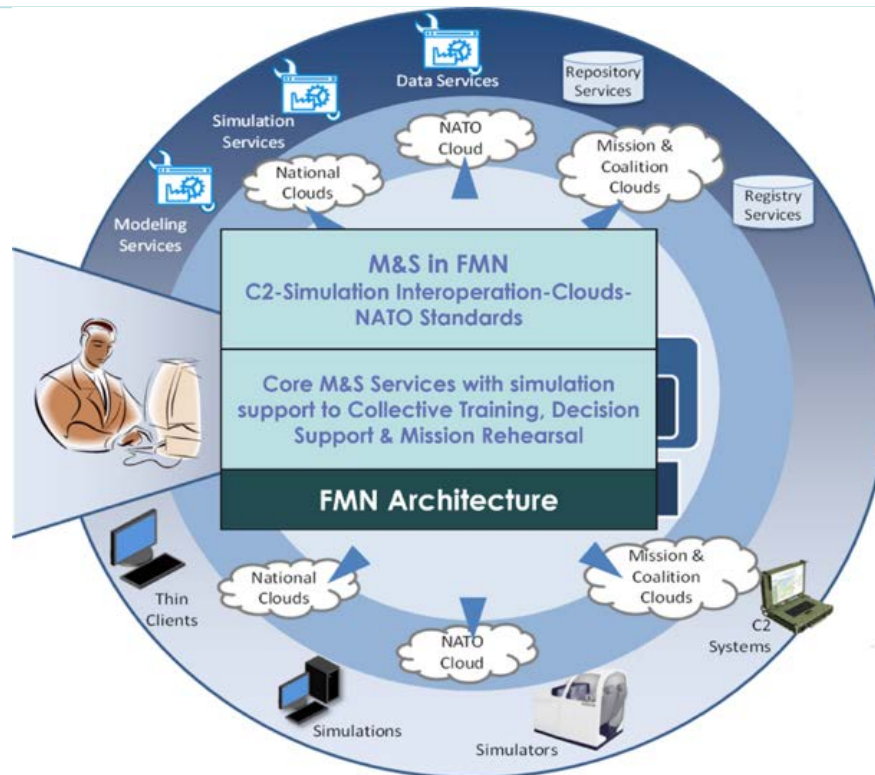 Data Services
Repository
Services
Simulation
Services
NATO
Cloud
Mission &
Coalition
Clouds
National
Clouds
Registry
Services
Modeling
Services
M&S in FMN
C2-Simulation Interoperation-Clouds-
NATO Standards
Core M&S Services with simulation
support to Collective Training, Decision
Support & Mission Rehearsal
FMN Architecture
Mission &
Coalition
Clouds
National
Clouds
Thin
Clients
C2
Systems
NATO
Cloud
Simulations
Simulators